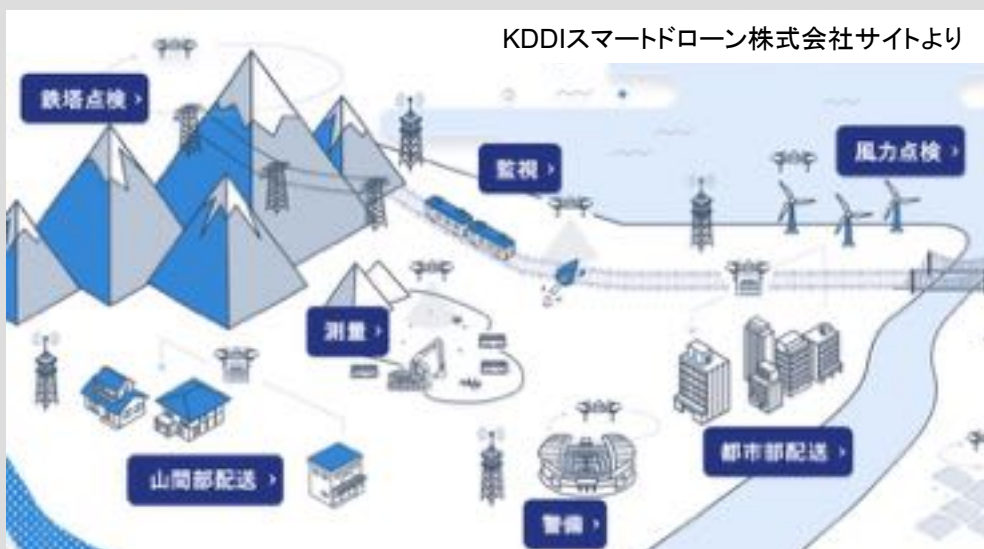 KDDIスマートドローン株式会社サイトより
鉄塔点検 ›
監視 ›
風力点検 ›
測量 ›
山間部配送 ›
都市部配送 ›
警備 ›